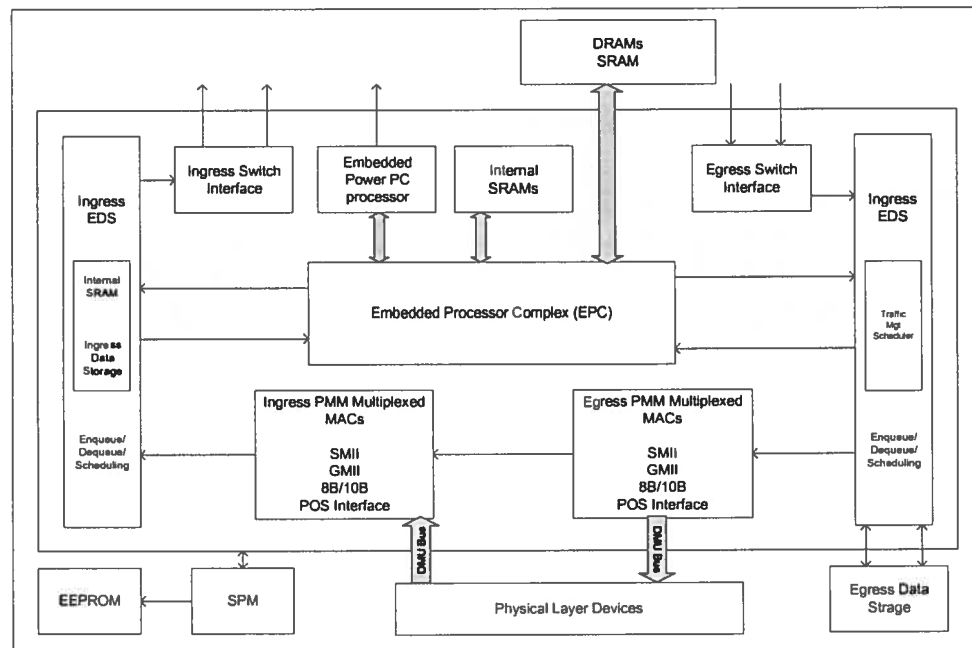 DRAMs
SRAM
Ingress Switch
Interface
Embedded
Power PC
processor
Internal
SRAMs
Egress Switch
Interface
Ingress
EDS
Internal
SRAM
Ingress
Data
Storage
Enqueue/
Dequeue/
Scheduling
Embedded Processor Complex (EPC)
Ingress
EDS
Traffic
Mgt
Scheduler
Enqueue/
Dequeue/
Scheduling
Ingress PMM Multiplexed
MACs
SMII
GMII
8B/10B
POS Interface
Egress PMM Multiplexed
MACs
SMIi
GMII
8B/10B
POS Interface
DMU Bus
DMU Bus
EEPROM
SPM
Physical Layer Devices
Egress Data
Strage